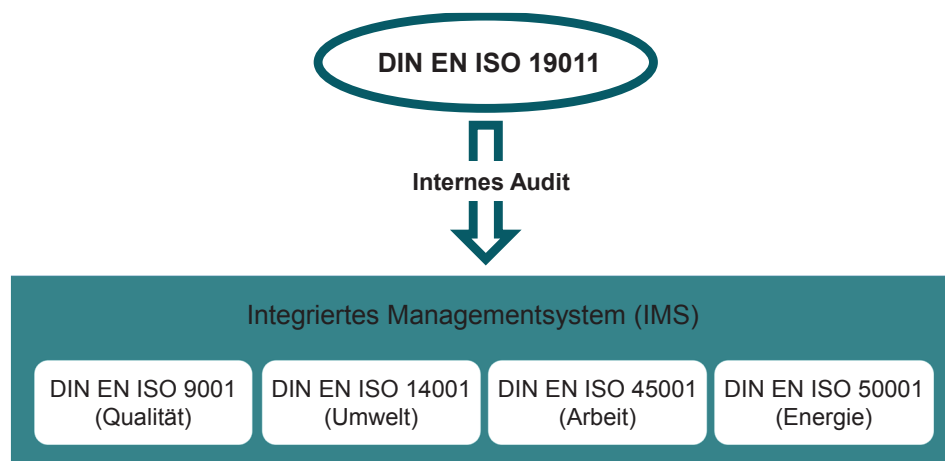 DIN EN ISO 19011
Internes Audit
Integriertes Managementsystem (IMS)
DIN EN ISO 9001
(Qualität)
DIN EN ISO 14001
(Umwelt)
DIN EN ISO 45001
(Arbeit)
DIN EN ISO 50001
(Energie)